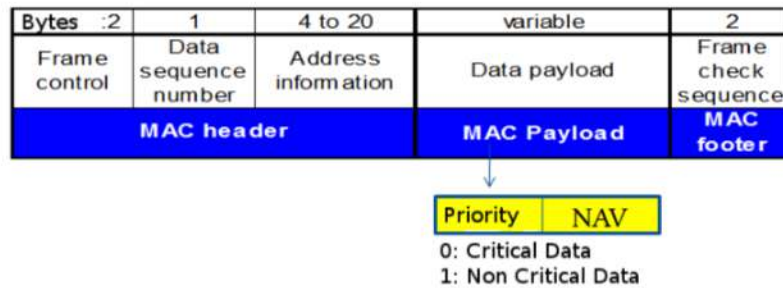 Bytes :2 1 4 to 20 variable 2
Frame control
Data sequence number
Address information
Data payload
Frame check sequence
MAC header
MAC Payload
MAC footer
Priority NAV
0: Critical Data
1: Non Critical Data